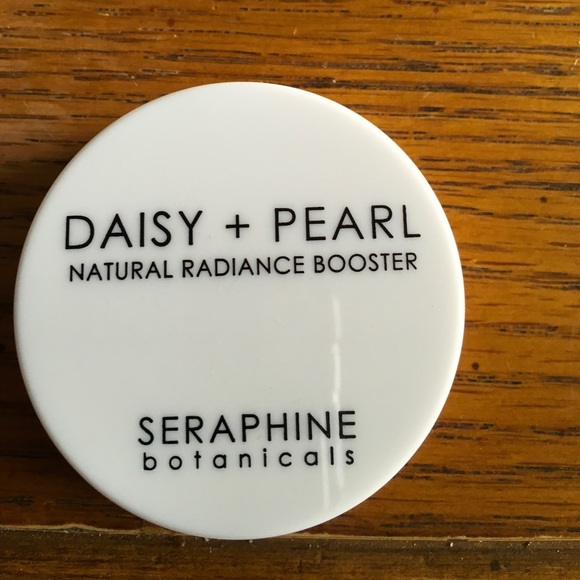 DAISY + PEARL
NATURAL RADIANCE BOOSTER
SERAPHINE
botanicals